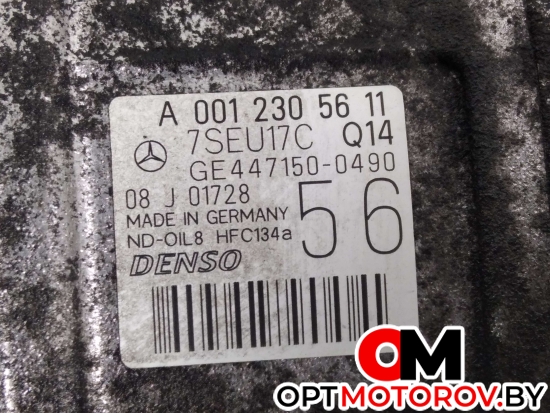 A 001 230 56 11
7SEU17C Q14
GE447150-0490
08 J 01728
MADE IN GERMANY
ND-OIL8 HFC134a
56
DENSO
OM
OPTMOTOROV.BY